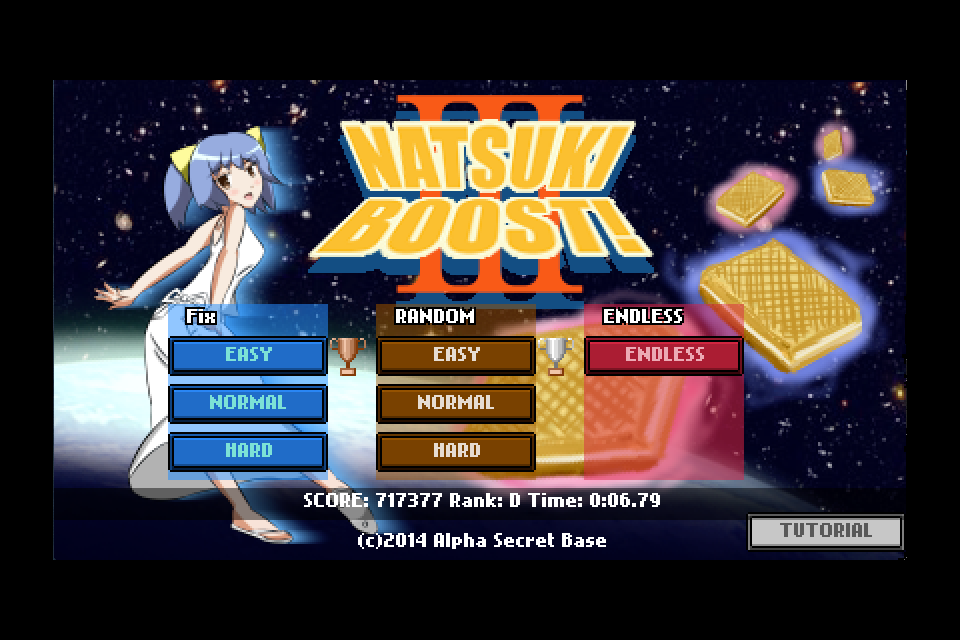 III
NATSUKI
BOOST!
Fix
RANDOM
ENDLESS
EASY
EASY
ENDLESS
NORMAL
NORMAL
HARD
HARD
SCORE: 717377 Rank: D Time: 0:06.79
TUTORIAL
(c)2014 Alpha Secret Base